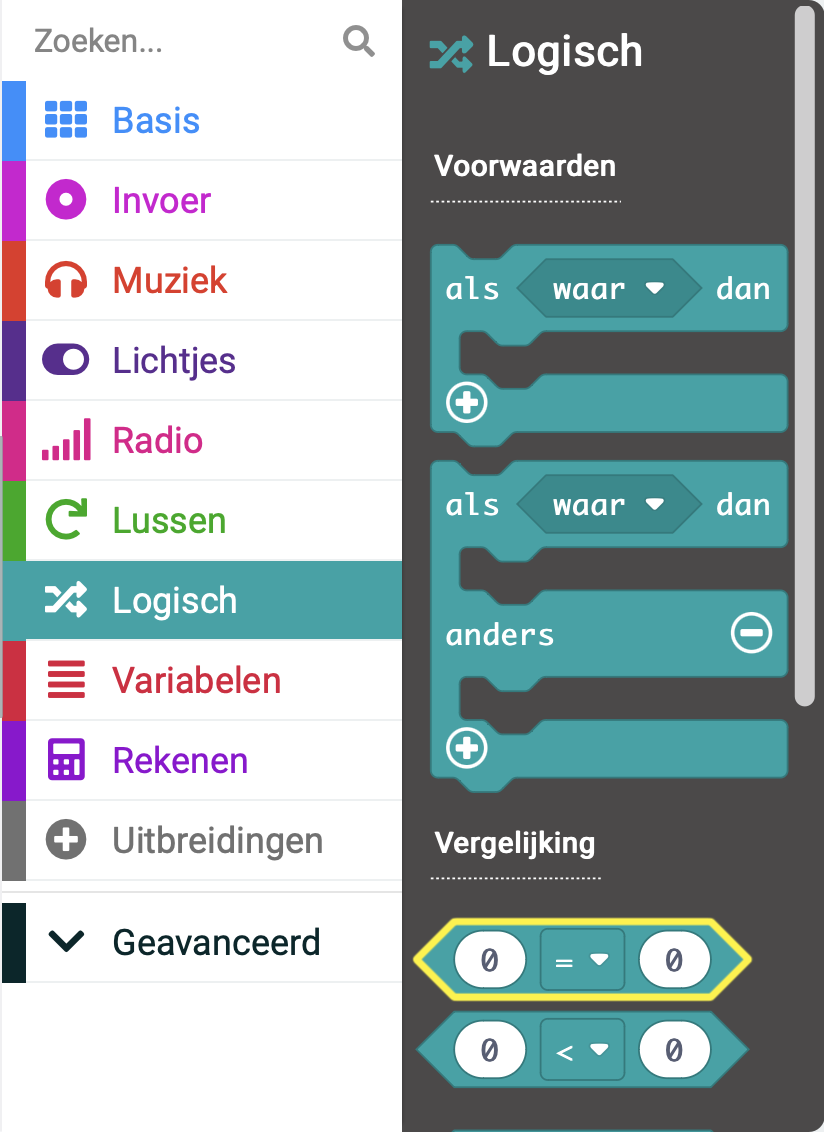 Zoeken...
Basis
Invoer
Muziek
Lichtjes
Radio
Lussen
Logisch
Variabelen
Rekenen
Uitbreidingen
Geavanceerd
Logisch
Voorwaarden
als waar dan
als waar dan
anders
Vergelijking
0 = 0
0 < 0